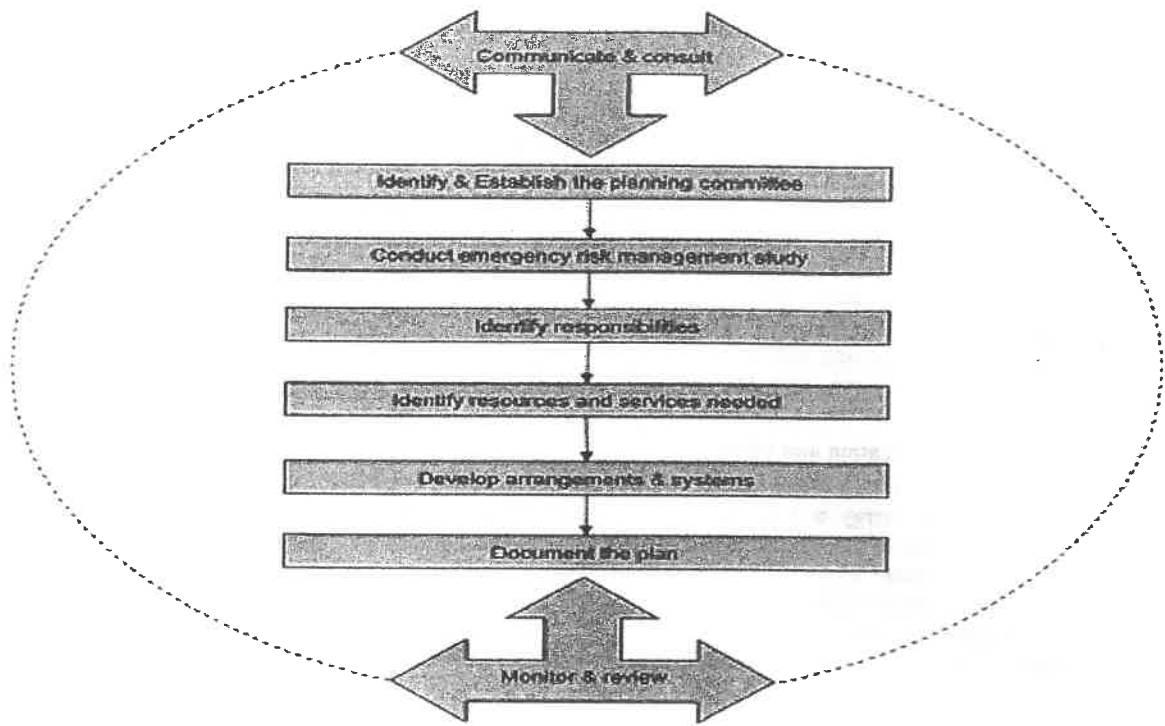 Communicate & consult
Identify & Establish the planning committee
Conduct emergency risk management study
Identify responsibilities
Identify resources and services needed
Develop arrangements & systems
Document the plan
Monitor & review